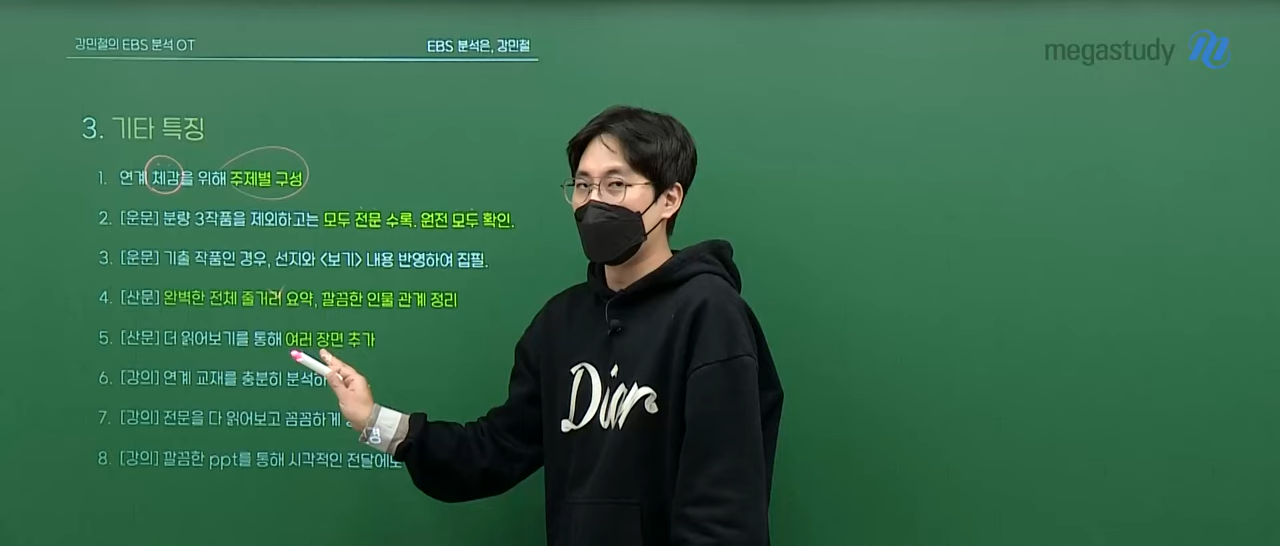 강민철의 EBS 분석 OT
EBS 분석은, 강민철
megastudy
3. 기타 특징
1. 연계 체감을 위해 주제별 구성
2. [운문] 분량 3작품을 제외하고는 모두 전문 수록. 원전 모두 확인.
3. [운문] 기출 작품인 경우, 선지와 <보기> 내용 반영하여 집필.
4. [산문] 완벽한 전체 줄거리 요약, 깔끔한 인물 관계 정리
5. [산문] 더 읽어보기를 통해 여러 장면 추가
6. [강의] 연계 교재를 충분히 분석하
7. [강의] 전문을 다 읽어보고 꼼꼼하게
8. [강의] 깔끔한 ppt를 통해 시각적인 전달에도
Dior